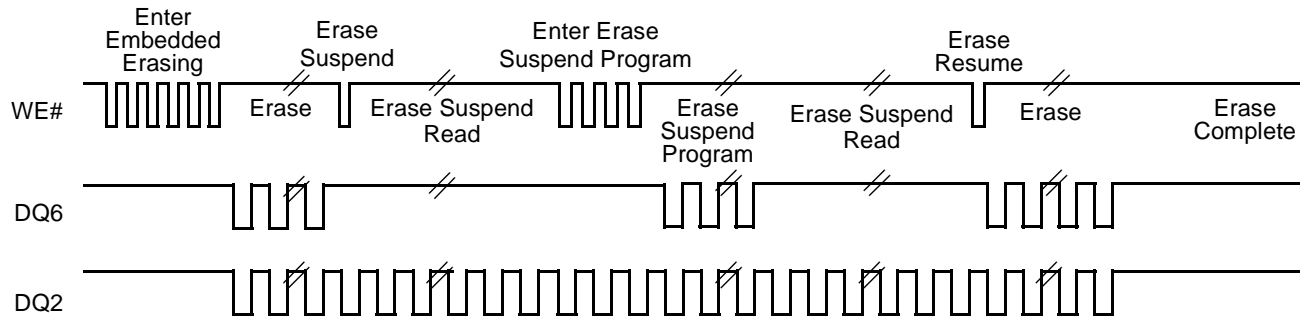 Enter
Embedded
Erasing
Erase
Suspend
Enter Erase
Suspend Program
Erase
Resume
WE#
Erase
Erase Suspend
Read
Erase
Suspend
Program
Erase Suspend
Read
Erase
Erase
Complete
DQ6
DQ2